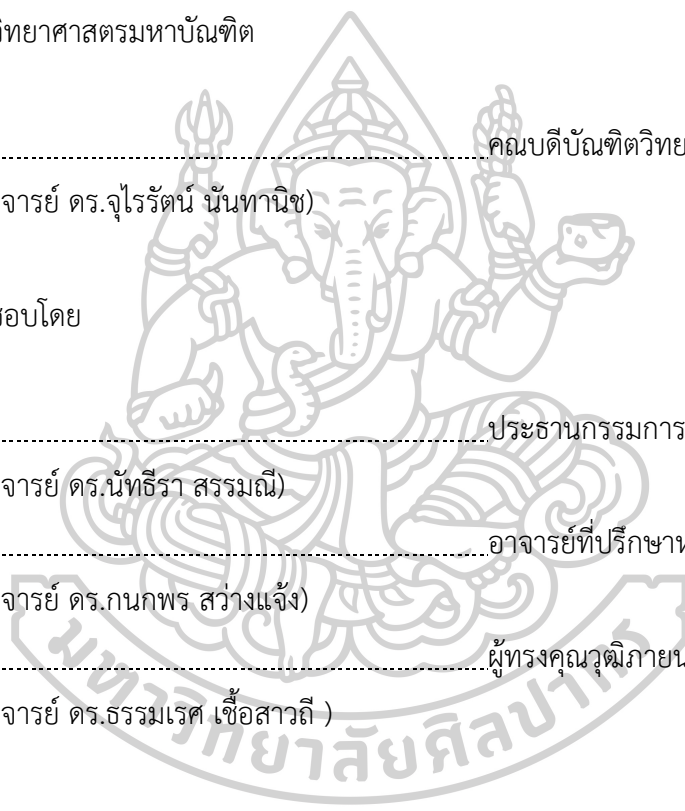 วิทยาศาสตรมหาบัณฑิต
คณบดีบัณฑิตวิทย
จารย์ ดร.จุไรรัตน์ นันทานิช)
สอบโดย
ประธานกรรมการ
จารย์ ดร.นัทธีรา สรรมณี)
อาจารย์ที่ปรึกษาห
จารย์ ดร.กนกพร สว่างแจ้ง)
ผู้ทรงคุณวุฒิภายน
จารย์ ดร.ธรรมเรศ เชื้อสาวถี )
มหาวิทยาลัยศิลปากร